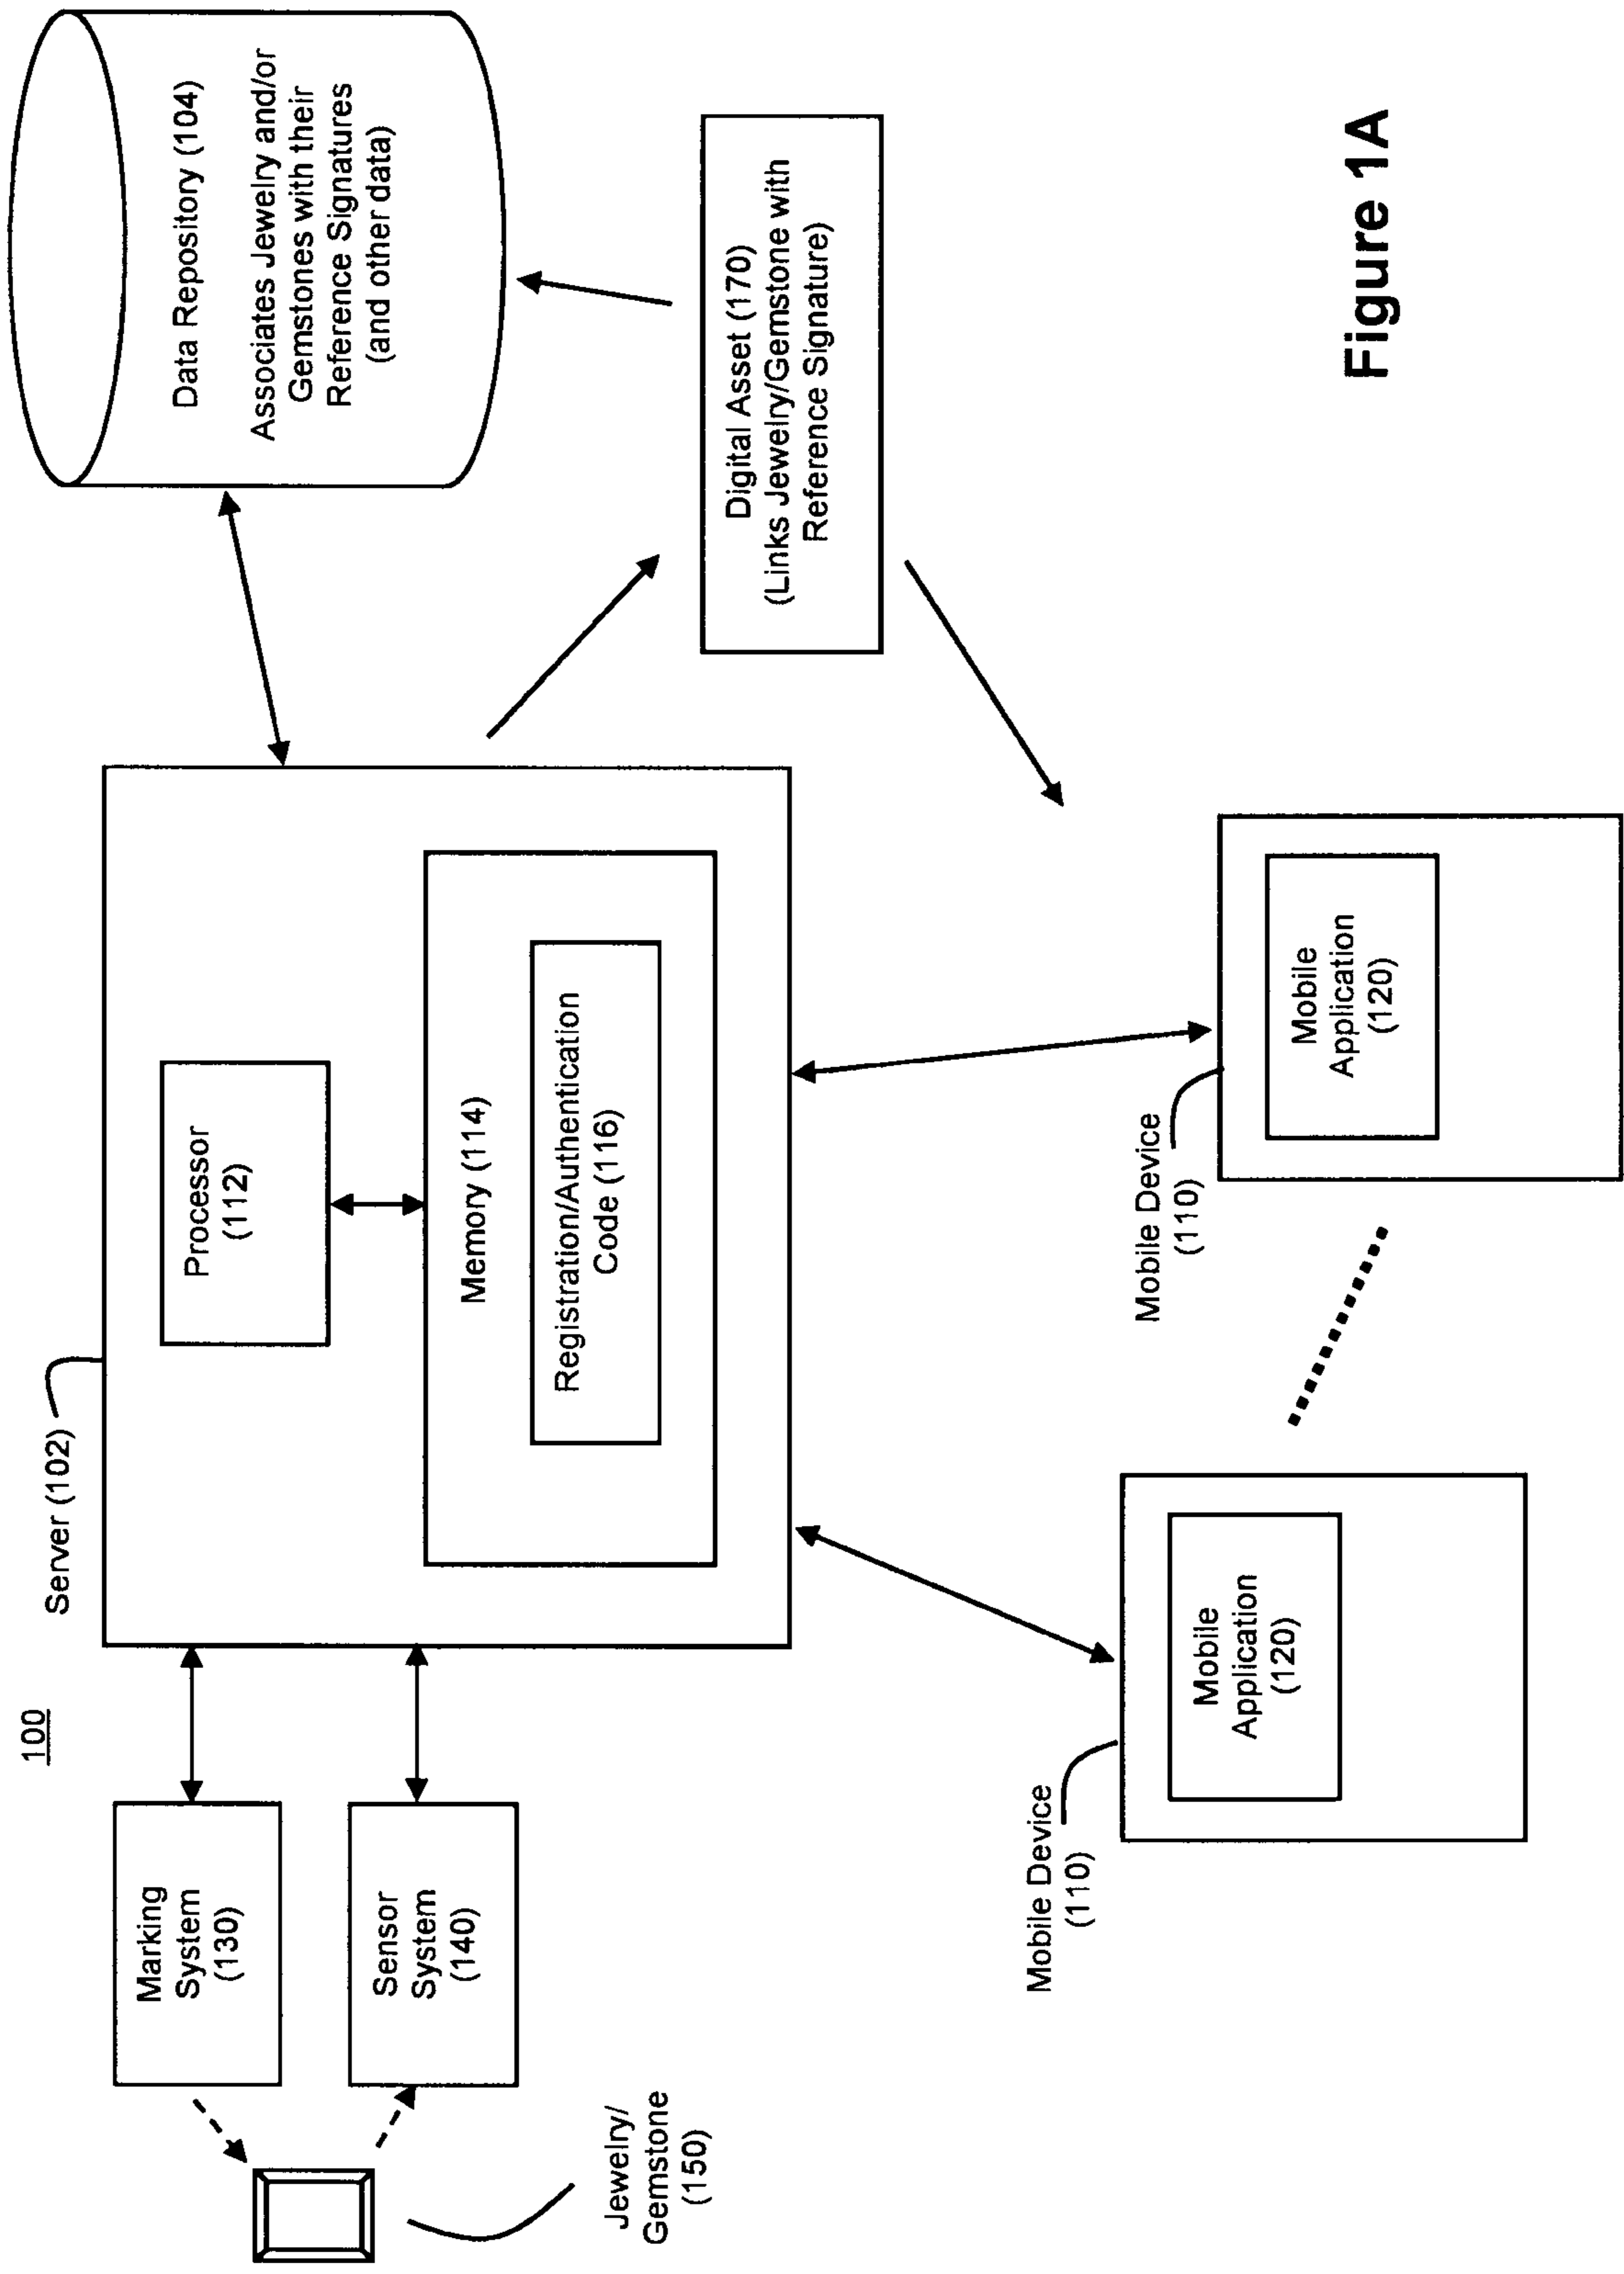 100
Server (102)
Marking
System
(130)
Sensor
System
(140)
Jewelry/
Gemstone
(150)
Processor
(112)
Memory (114)
Registration/Authentication
Code (116)
Data Repository (104)
Associates Jewelry and/or
Gemstones with their
Reference Signatures
(and other data)
Digital Asset (170)
(Links Jewelry/Gemstone with
Reference Signature)
Mobile Device
(110)
Mobile
Application
(120)
Mobile Device
(110)
Mobile
Application
(120)
Figure 1A